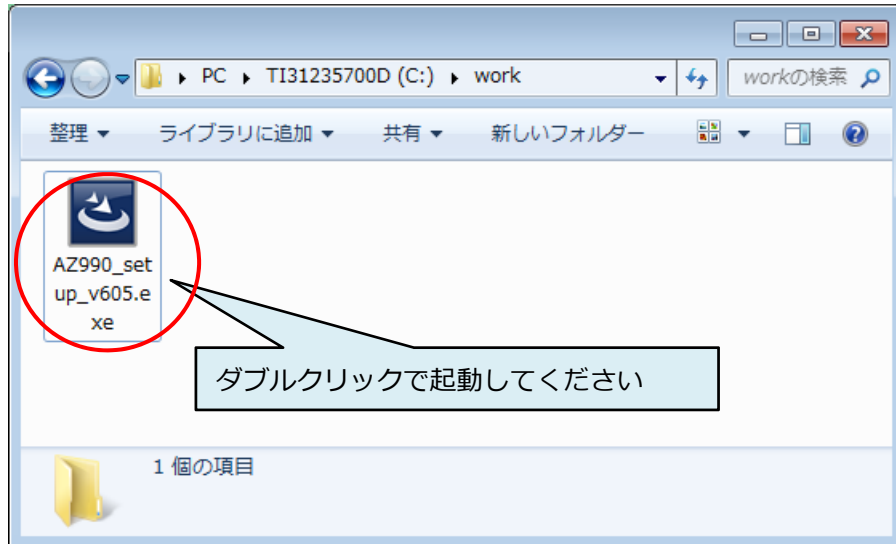 PC TI31235700D (C:) work workの検索
整理 ライブラリに追加 共有 新しいフォルダー
AZ990_set
up_v605.e
xe
ダブルクリックで起動してください
1 個の項目